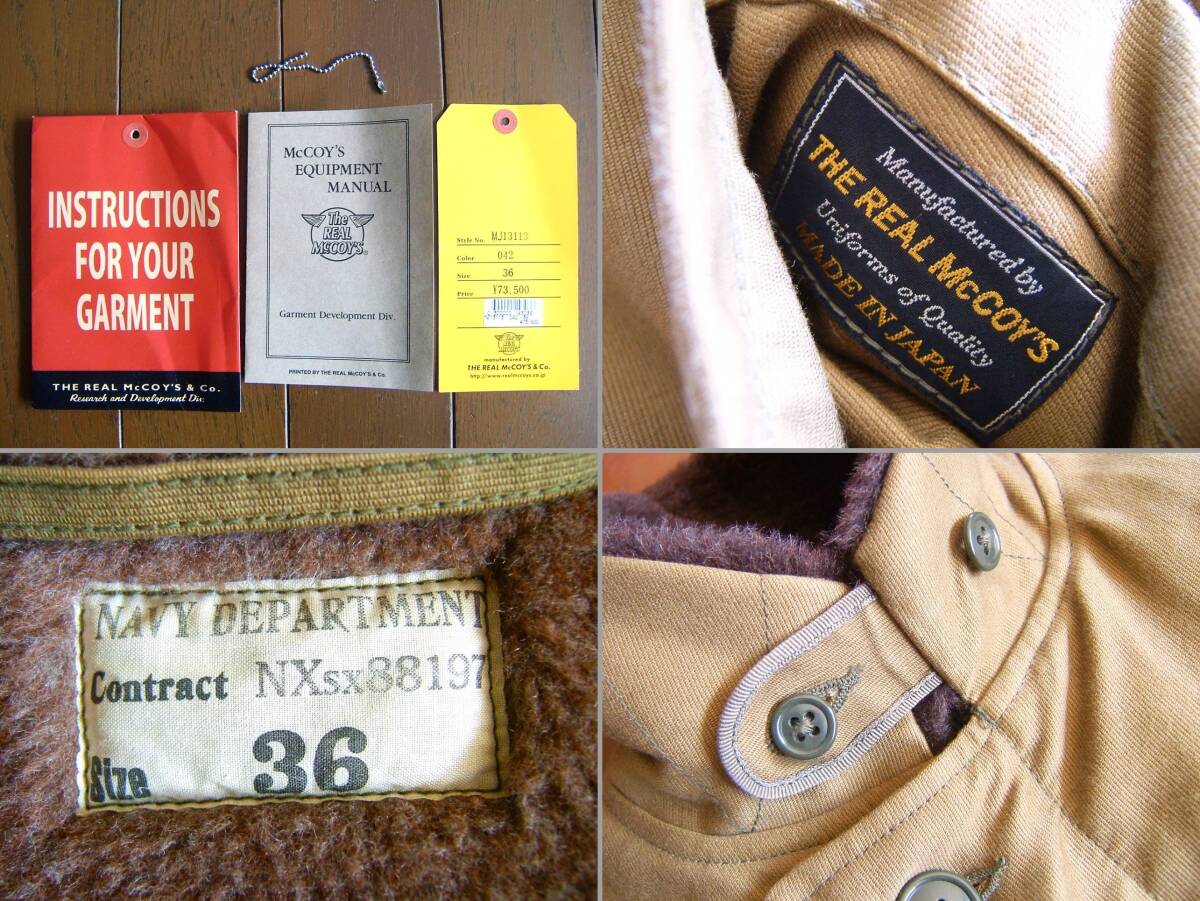 INSTRUCTIONS
FOR YOUR
GARMENT
THE REAL McCOY'S & Co.
Research and Development Div.
McCOY'S
EQUIPMENT
MANUAL
The
REAL
McCOY'S®
Garment Development Div.
PRINTED BY THE REAL McCOY'S & Co.
Style No. MJ13113
Color 042
Size 36
Price ¥73,500
manufactured by
THE REAL McCOY'S & Co.
http://www.realmccoys.co.jp
Manufactured by
THE REAL McCOY'S
Uniforms of Quality
MADE IN JAPAN
NAVY DEPARTMENT
Contract NXsx88197
Size 36